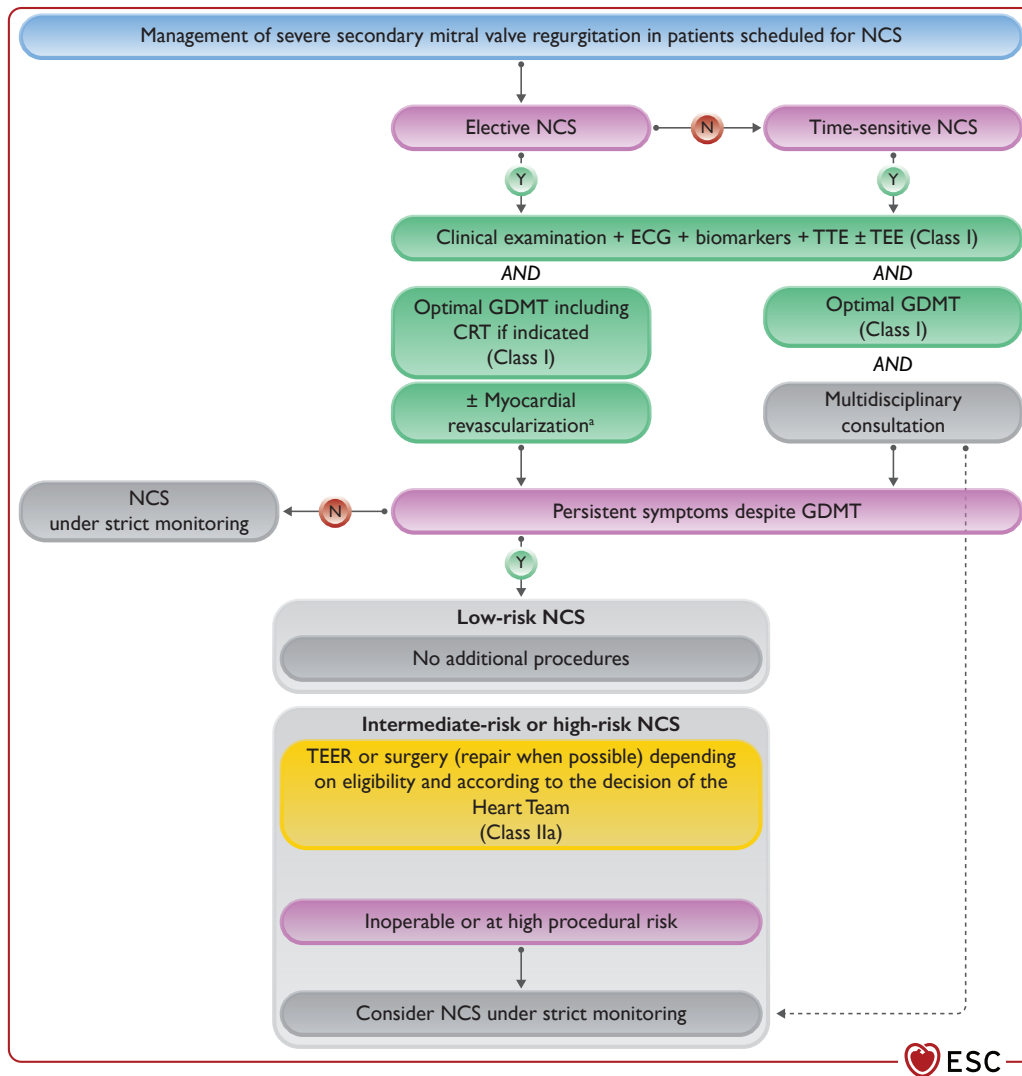 Management of severe secondary mitral valve regurgitation in patients scheduled for NCS
Elective NCS
N
Time-sensitive NCS
Y
Y
Clinical examination + ECG + biomarkers + TTE ± TEE (Class I)
AND
AND
Optimal GDMT including
CRT if indicated
(Class I)
Optimal GDMT
(Class I)
AND
± Myocardial
revascularizationª
Multidisciplinary
consultation
NCS
under strict monitoring
N
Persistent symptoms despite GDMT
Y
Low-risk NCS
No additional procedures
Intermediate-risk or high-risk NCS
TEER or surgery (repair when possible) depending
on eligibility and according to the decision of the
Heart Team
(Class IIa)
Inoperable or at high procedural risk
Consider NCS under strict monitoring
ESC